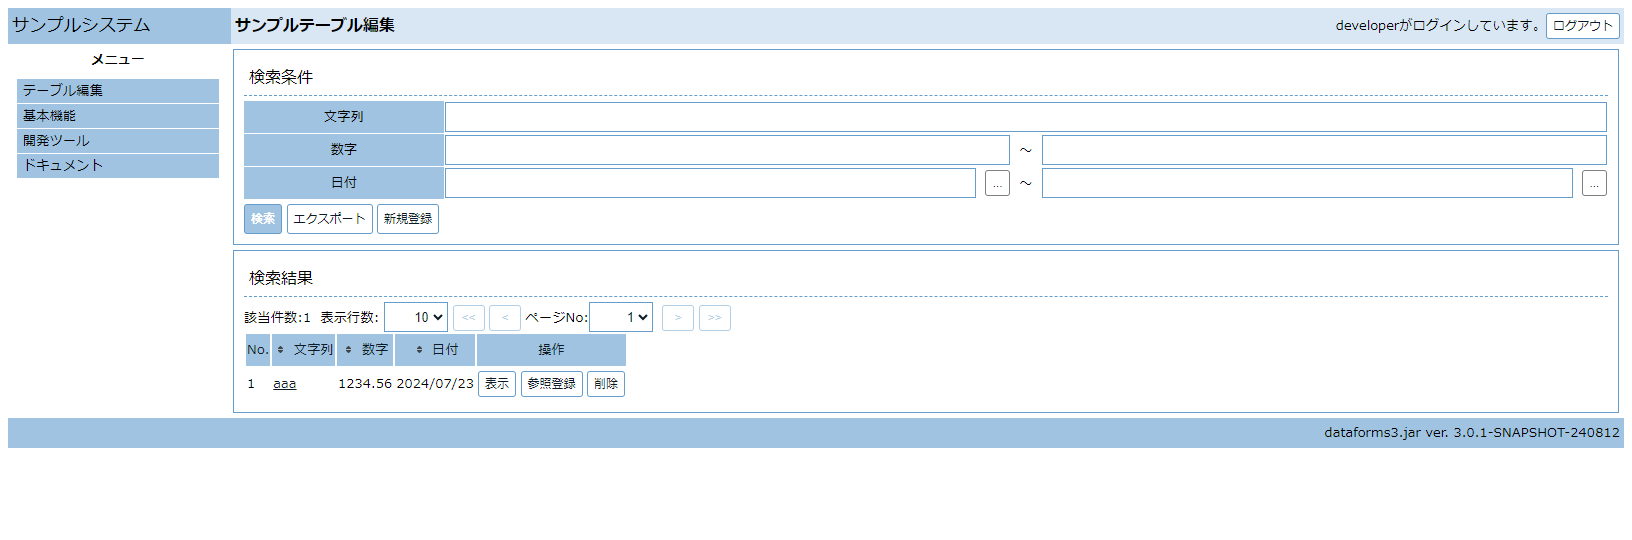 サンプルシステム
サンプルテーブル編集
developerがログインしています。 ログアウト
メニュー
テーブル編集
基本機能
開発ツール
ドキュメント
検索条件
文字列
数字 ～
日付 ... ～ ...
検索 エクスポート 新規登録
検索結果
該当件数:1 表示行数: 10 << < ページNo: 1 > >>
No. 文字列 数字 日付 操作
1 aaa 1234.56 2024/07/23 表示 参照登録 削除
dataforms3.jar ver. 3.0.1-SNAPSHOT-240812